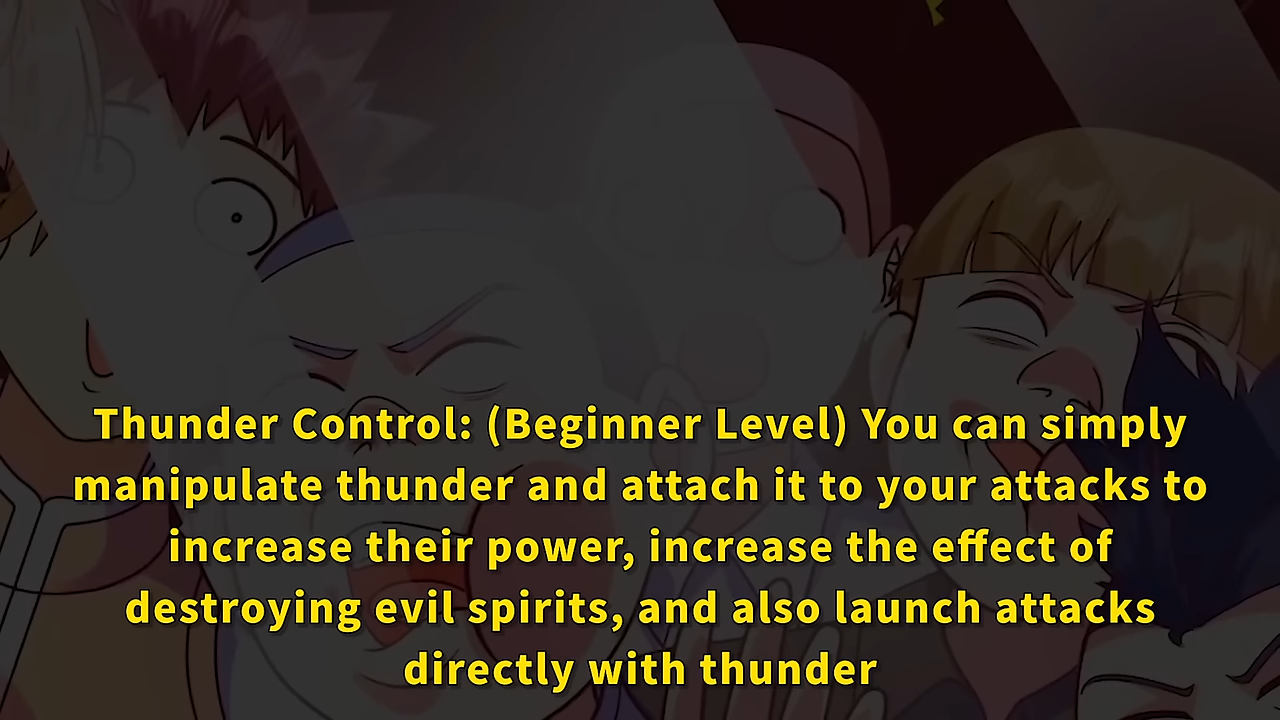 Thunder Control: (Beginner Level) You can simply
manipulate thunder and attach it to your attacks to
increase their power, increase the effect of
destroying evil spirits, and also launch attacks
directly with thunder